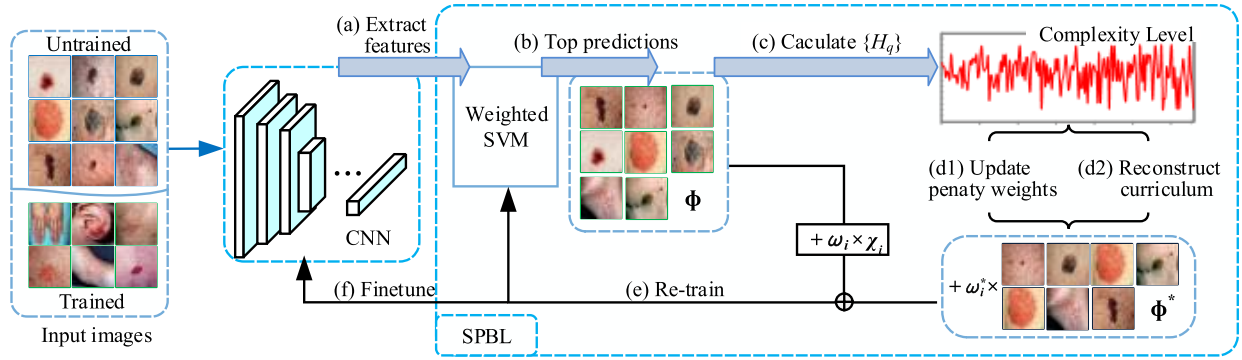 Untrained
Trained
Input images
(a) Extract
features
CNN
Weighted
SVM
(b) Top predictions
Φ
(c) Caculate {H_q}
Complexity Level
(d1) Update
penaty weights
(d2) Reconstruct
curriculum
+ ω_i × χ_i
+ ω_i^* ×
Φ^*
(e) Re-train
(f) Finetune
SPBL